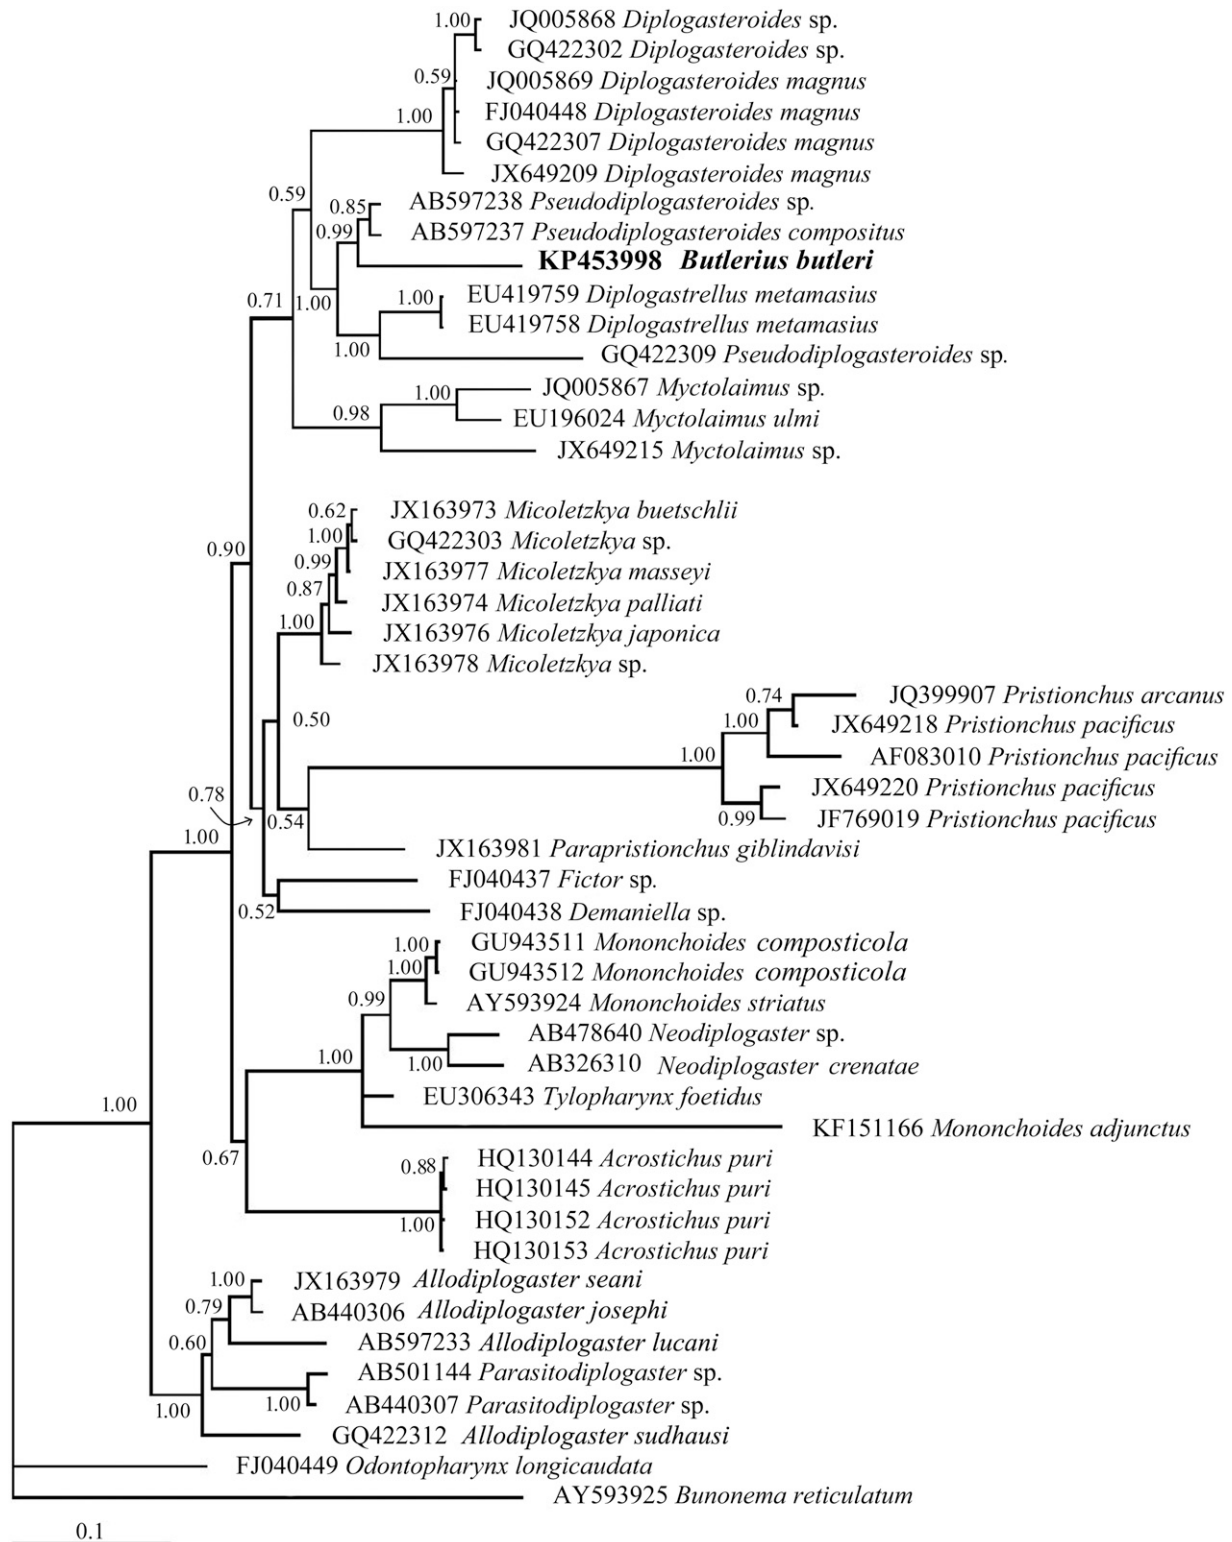 1.00 JQ005868 Diplogasteroides sp.
GQ422302 Diplogasteroides sp.
0.59 JQ005869 Diplogasteroides magnus
FJ040448 Diplogasteroides magnus
1.00
GQ422307 Diplogasteroides magnus
JX649209 Diplogasteroides magnus
0.59
0.85 AB597238 Pseudodiplogasteroides sp.
0.99 AB597237 Pseudodiplogasteroides compositus
KP453998 Butlerius butleri
0.71 1.00 1.00 EU419759 Diplogastrellus metamasius
EU419758 Diplogastrellus metamasius
1.00 GQ422309 Pseudodiplogasteroides sp.
1.00 JQ005867 Myctolaimus sp.
0.98 EU196024 Myctolaimus ulmi
JX649215 Myctolaimus sp.
0.62 JX163973 Micoletzkya buetschlii
1.00 GQ422303 Micoletzkya sp.
0.90 0.99 JX163977 Micoletzkya masseyi
0.87 JX163974 Micoletzkya palliati
1.00 JX163976 Micoletzkya japonica
JX163978 Micoletzkya sp.
0.74 JQ399907 Pristionchus arcanus
0.50 1.00 JX649218 Pristionchus pacificus
1.00 AF083010 Pristionchus pacificus
0.78 JX649220 Pristionchus pacificus
0.54 0.99 JF769019 Pristionchus pacificus
1.00 JX163981 Parapristionchus giblindavisi
FJ040437 Fictor sp.
0.52 FJ040438 Demaniella sp.
1.00 GU943511 Mononchoides composticola
1.00 GU943512 Mononchoides composticola
0.99 AY593924 Mononchoides striatus
AB478640 Neodiplogaster sp.
1.00 1.00 AB326310 Neodiplogaster crenatae
EU306343 Tylopharynx foetidus
1.00
KF151166 Mononchoides adjunctus
0.67 0.88 HQ130144 Acrostichus puri
HQ130145 Acrostichus puri
1.00 HQ130152 Acrostichus puri
HQ130153 Acrostichus puri
1.00 JX163979 Allodiplogaster seani
0.79 AB440306 Allodiplogaster josephi
0.60 AB597233 Allodiplogaster lucani
AB501144 Parasitodiplogaster sp.
1.00 1.00 AB440307 Parasitodiplogaster sp.
GQ422312 Allodiplogaster sudhausi
FJ040449 Odontopharynx longicaudata
AY593925 Bunonema reticulatum
0.1